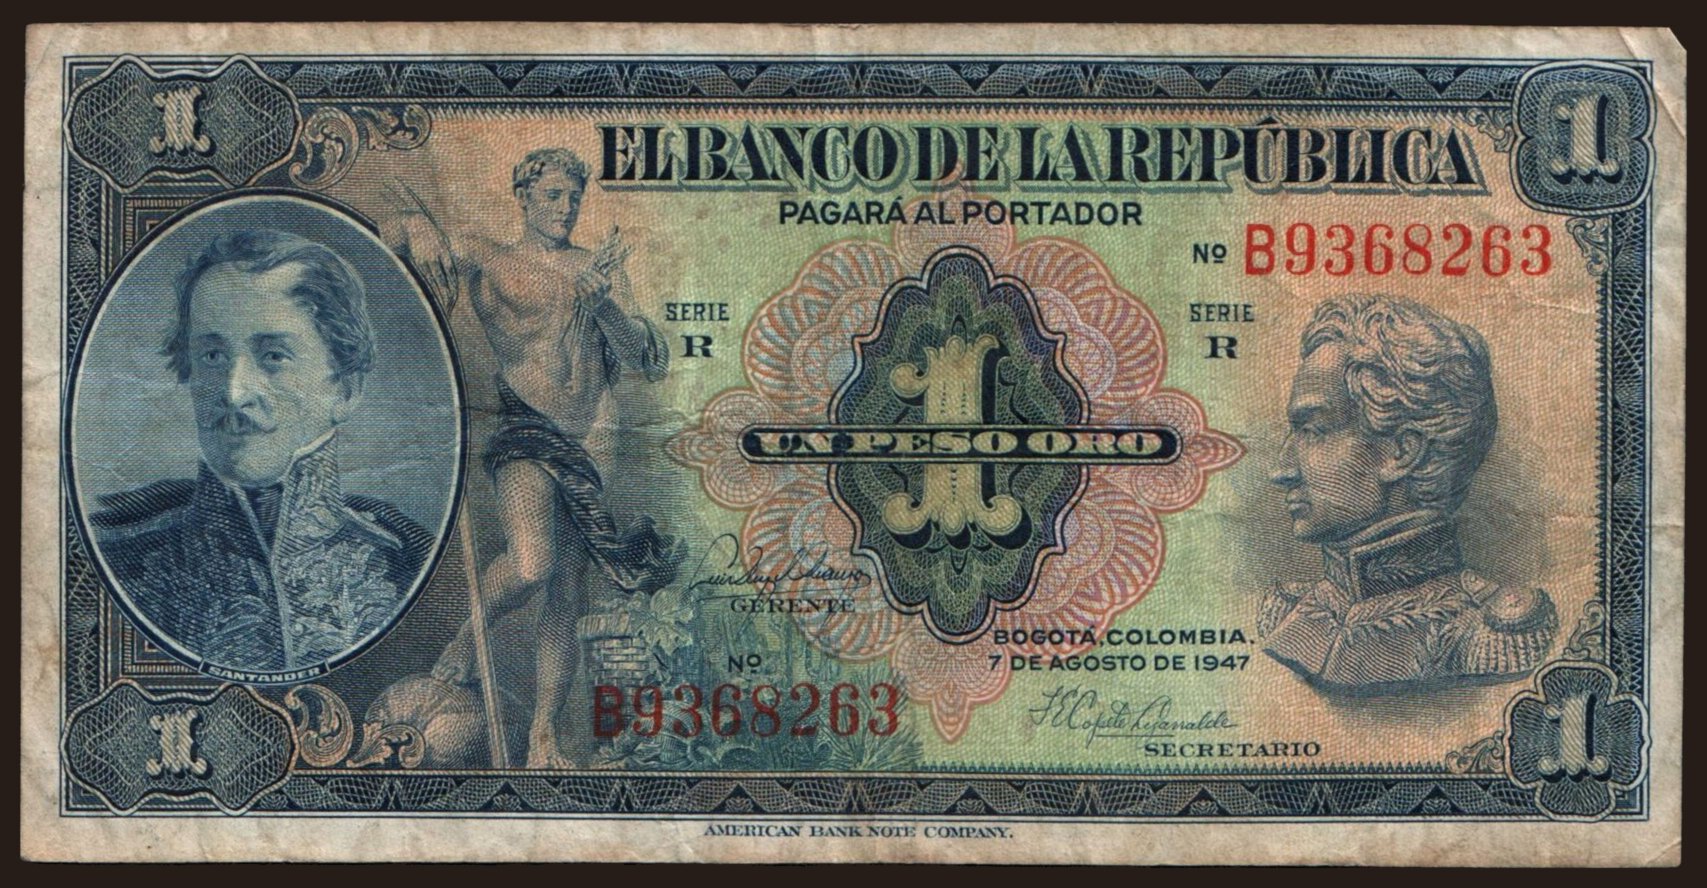 1
1
EL BANCO DE LA REPÚBLICA
PAGARÁ AL PORTADOR
Nº B9368263
SERIE
R
SERIE
R
1
UN PESO ORO
GERENTE
BOGOTÁ, COLOMBIA.
7 DE AGOSTO DE 1947
SANTANDER
Nº
B9368263
SECRETARIO
1
1
AMERICAN BANK NOTE COMPANY.